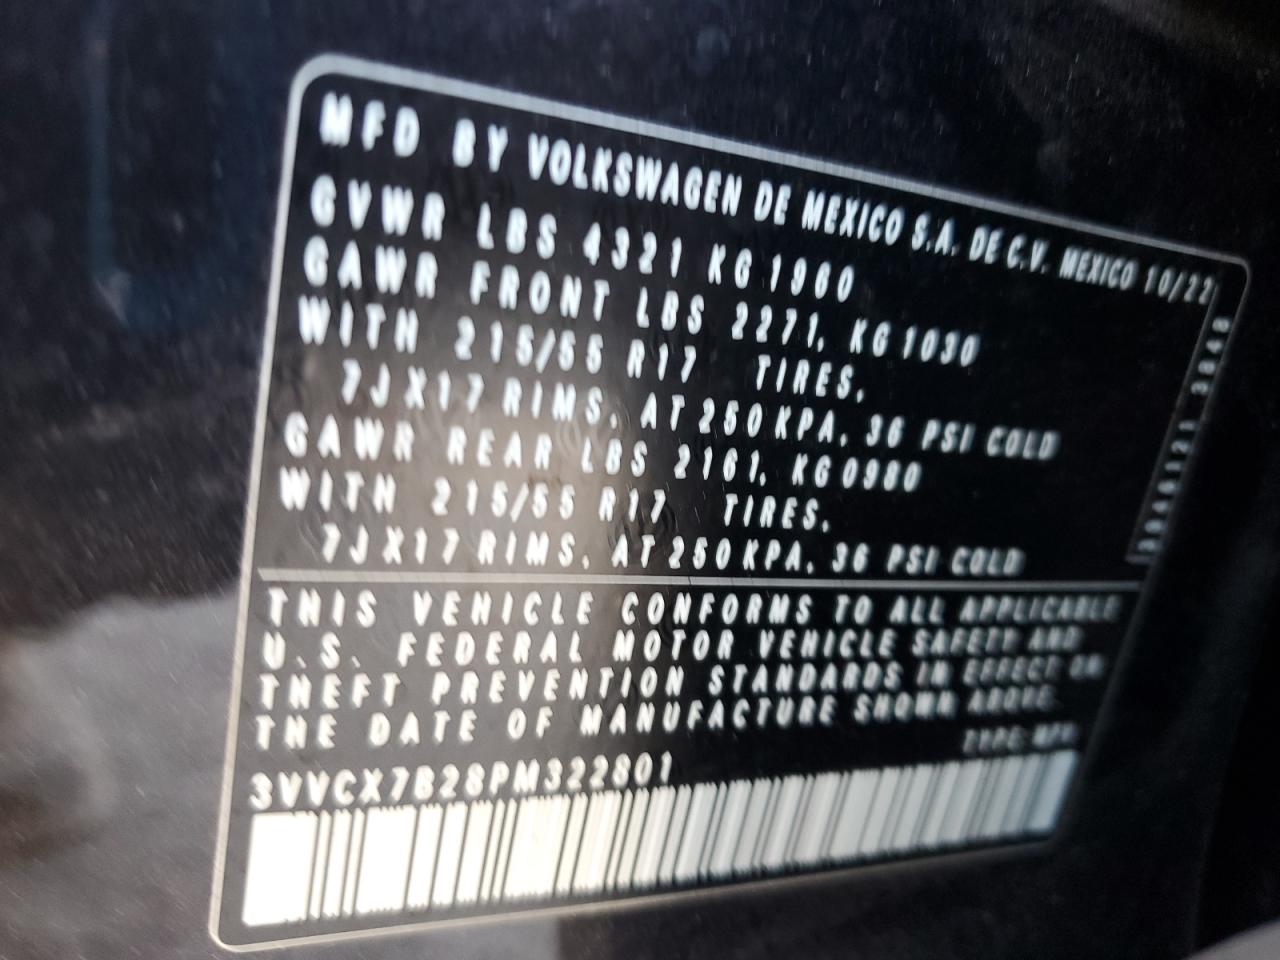 MFD BY VOLKSWAGEN DE MEXICO S.A. DE C.V. MEXICO 10/22
GVWR LBS 4321 KG 1960
GAWR FRONT LBS 2271, KG 1030
WITH 215/55 R17 TIRES,
7JX17 RIMS, AT 250 KPA, 36 PSI COLD
GAWR REAR LBS 2161, KG 0980
WITH 215/55 R17 TIRES,
7JX17 RIMS, AT 250 KPA, 36 PSI COLD
THIS VEHICLE CONFORMS TO ALL APPLICABLE
U.S. FEDERAL MOTOR VEHICLE SAFETY AND
THEFT PREVENTION STANDARDS IN EFFECT ON
THE DATE OF MANUFACTURE SHOWN ABOVE.
TYPE: MPV
3VVCX7B28PM322801